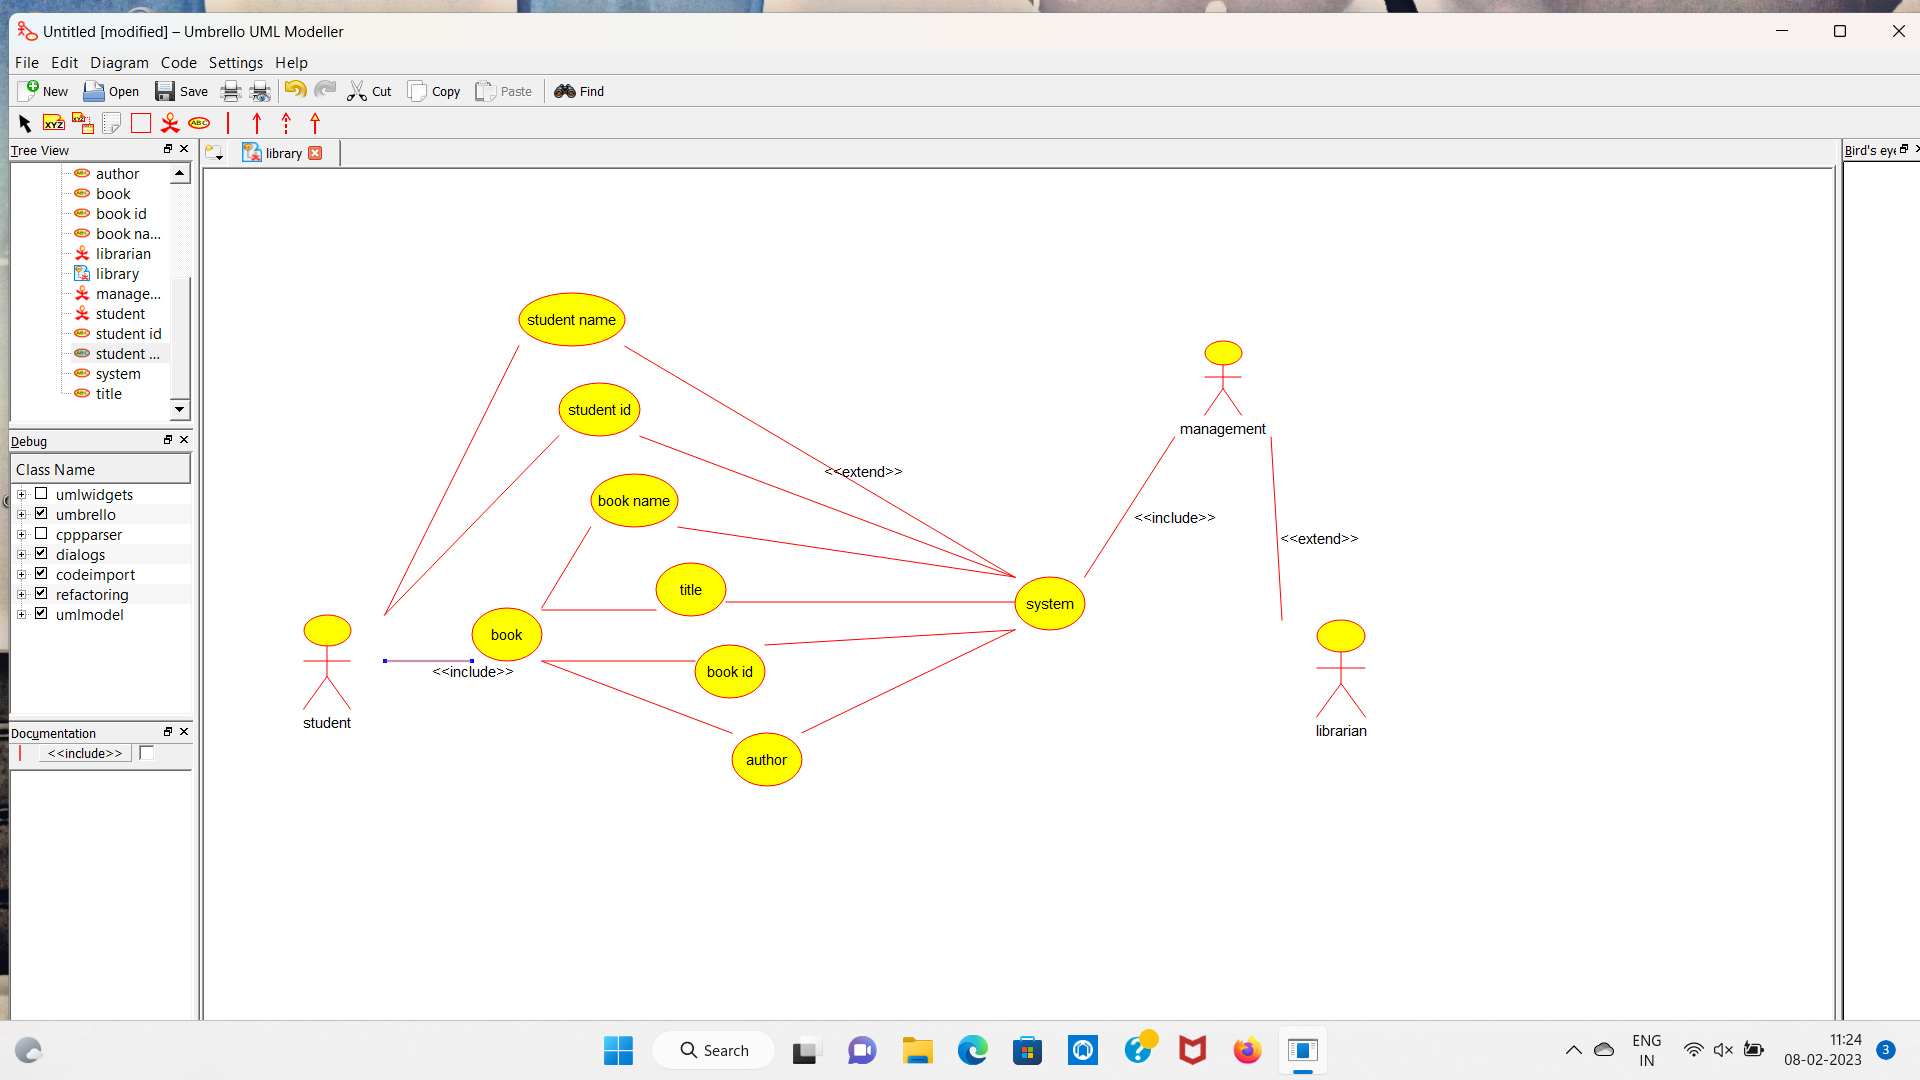 Untitled [modified] – Umbrello UML Modeller
File Edit Diagram Code Settings Help
New Open Save Cut Copy Paste Find
XYZ XYZ ABC
Tree View
library
Bird's eye
author
book
book id
book na...
librarian
library
manage...
student
student id
student ...
system
title
Debug
Class Name
umlwidgets
umbrello
cppparser
dialogs
codeimport
refactoring
umlmodel
Documentation
<<include>>
student name
student id
management
<<extend>>
book name
<<include>>
<<extend>>
title
system
book
book id
<<include>>
student
librarian
author
Search
ENG
IN
11:24
08-02-2023
3